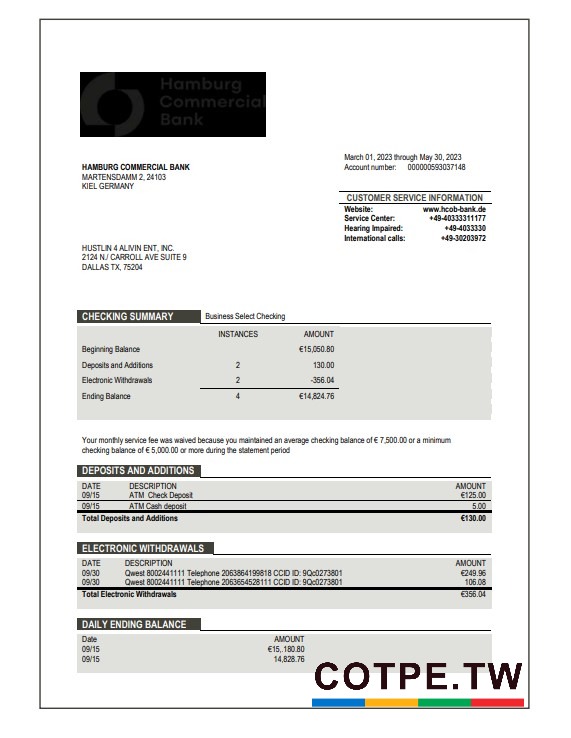 Hamburg
Commercial
Bank
March 01, 2023 through May 30, 2023
Account number: 000000593037148
HAMBURG COMMERCIAL BANK
MARTENSDAMM 2, 24103
KIEL GERMANY
CUSTOMER SERVICE INFORMATION
Website: www.hcob-bank.de
Service Center: +49-40333311177
Hearing Impaired: +49-4033330
International calls: +49-30203972
HUSTLIN 4 ALIVIN ENT, INC.
2124 N./ CARROLL AVE SUITE 9
DALLAS TX, 75204
CHECKING SUMMARY Business Select Checking
INSTANCES AMOUNT
Beginning Balance €15,050.80
Deposits and Additions 2 130.00
Electronic Withdrawals 2 -356.04
Ending Balance 4 €14,824.76
Your monthly service fee was waived because you maintained an average checking balance of € 7,500.00 or a minimum
checking balance of € 5,000.00 or more during the statement period
DEPOSITS AND ADDITIONS
DATE DESCRIPTION AMOUNT
09/15 ATM Check Deposit €125.00
09/15 ATM Cash deposit 5.00
Total Deposits and Additions €130.00
ELECTRONIC WITHDRAWALS
DATE DESCRIPTION AMOUNT
09/30 Qwest 8002441111 Telephone 2063864199818 CCID ID: 9Qc0273801 €249.96
09/30 Qwest 8002441111 Telephone 2063654528111 CCID ID: 9Qc0273801 106.08
Total Electronic Withdrawals €356.04
DAILY ENDING BALANCE
Date AMOUNT
09/15 €15,.180.80
09/15 14,828.76
COTPE.TW